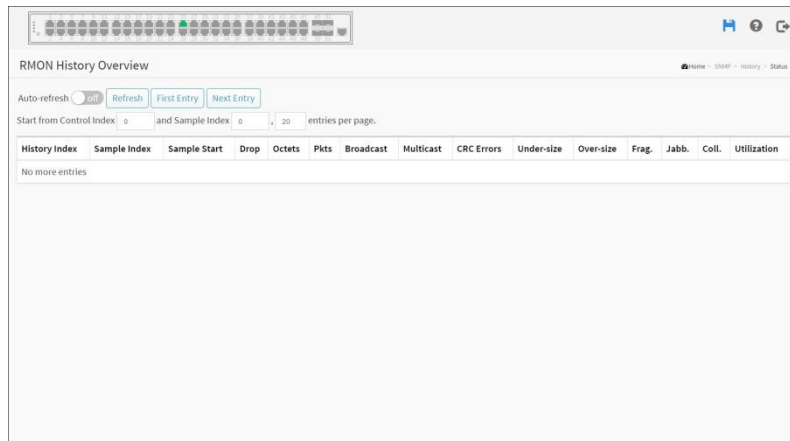 RMON History Overview
Home > SNMP > History > Status
Auto-refresh off Refresh First Entry Next Entry
Start from Control Index 0 and Sample Index 0 , 20 entries per page.
History Index Sample Index Sample Start Drop Octets Pkts Broadcast Multicast CRC Errors Under-size Over-size Frag. Jabb. Coll. Utilization
No more entries